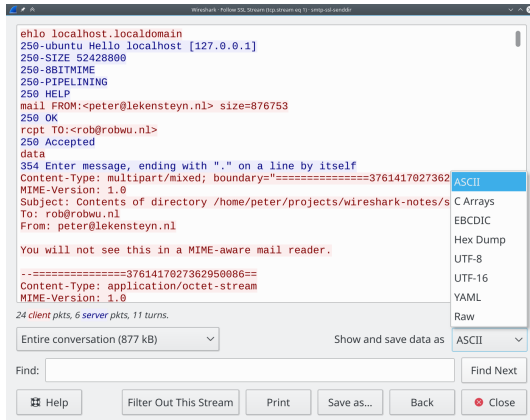 Wireshark · Follow SSL Stream (tcp.stream eq 1) · smtp-ssl-senddir
ehlo localhost.localdomain
250-ubuntu Hello localhost [127.0.0.1]
250-SIZE 52428800
250-8BITMIME
250-PIPELINING
250 HELP
mail FROM:<peter@lekensteyn.nl> size=876753
250 OK
rcpt TO:<rob@robwu.nl>
250 Accepted
data
354 Enter message, ending with "." on a line by itself
Content-Type: multipart/mixed; boundary="===============3761417027362
MIME-Version: 1.0
Subject: Contents of directory /home/peter/projects/wireshark-notes/s
To: rob@robwu.nl
From: peter@lekensteyn.nl
You will not see this in a MIME-aware mail reader.
--===============3761417027362950086==
Content-Type: application/octet-stream
MIME-Version: 1.0
ASCII
C Arrays
EBCDIC
Hex Dump
UTF-8
UTF-16
YAML
Raw
24 client pkts, 6 server pkts, 11 turns.
Entire conversation (877 kB) Show and save data as ASCII
Find: Find Next
Help Filter Out This Stream Print Save as... Back Close